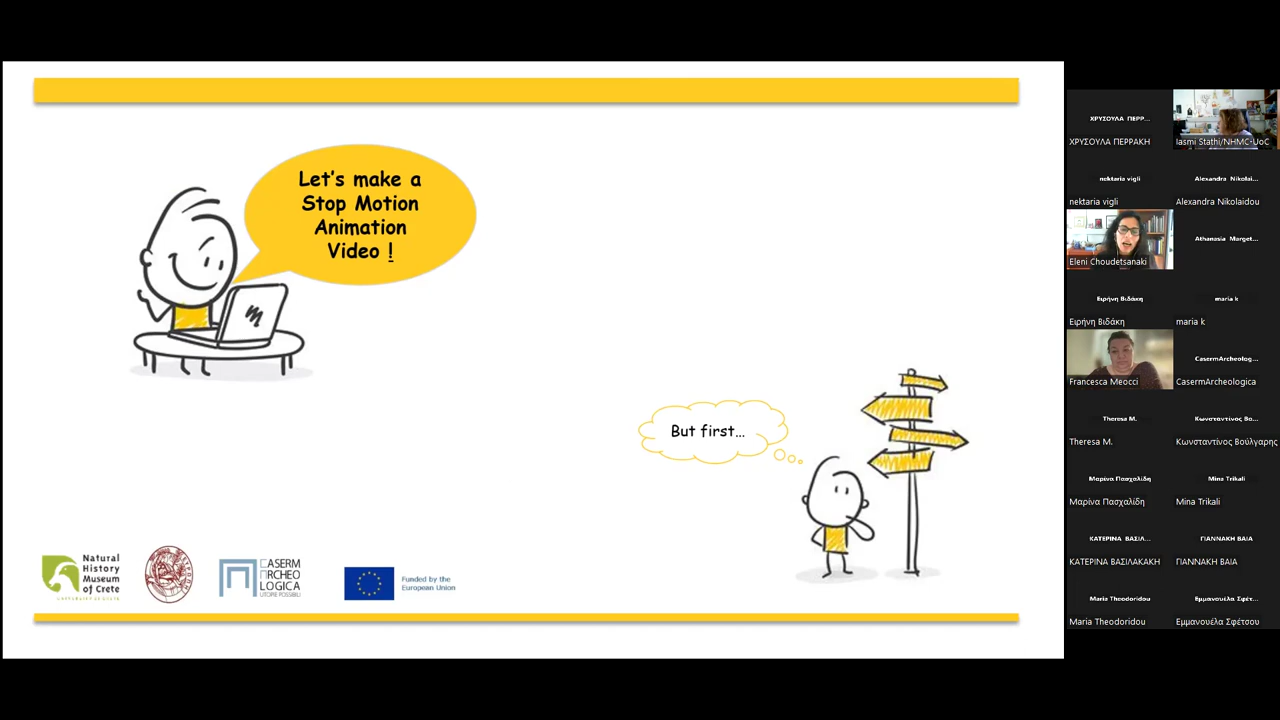 Let's make a
Stop Motion
Animation
Video !
But first...
Natural
History
Museum
of Crete
CASERM
ARCHEO
LOGICA
UTOPIE POSSIBILI
Funded by the
European Union
ΧΡΥΣΟΥΛΑ ΠΕΡΡ...
ΧΡΥΣΟΥΛΑ ΠΕΡΡΑΚΗ
Iasmi Stathi/NHMC-UoC
nektaria vigli
nektaria vigli
Alexandra Nikolai...
Alexandra Nikolaidou
Eleni Choudetsanaki
Athanasia Marget...
Ειρήνη Βιδάκη
Ειρήνη Βιδάκη
maria k
maria k
Francesca Meocci
CasermArcheolog...
CasermArcheologica
Theresa M.
Theresa M.
Κωνσταντίνος Βο...
Κωνσταντίνος Βούλγαρης
Μαρίνα Πασχαλίδη
Μαρίνα Πασχαλίδη
Mina Trikali
Mina Trikali
ΚΑΤΕΡΙΝΑ ΒΑΣΙΛ...
ΚΑΤΕΡΙΝΑ ΒΑΣΙΛΑΚΑΚΗ
ΓΙΑΝΝΑΚΗ ΒΑΙΑ
ΓΙΑΝΝΑΚΗ ΒΑΙΑ
Maria Theodoridou
Maria Theodoridou
Εμμανουέλα Σφέτ...
Εμμανουέλα Σφέτσου